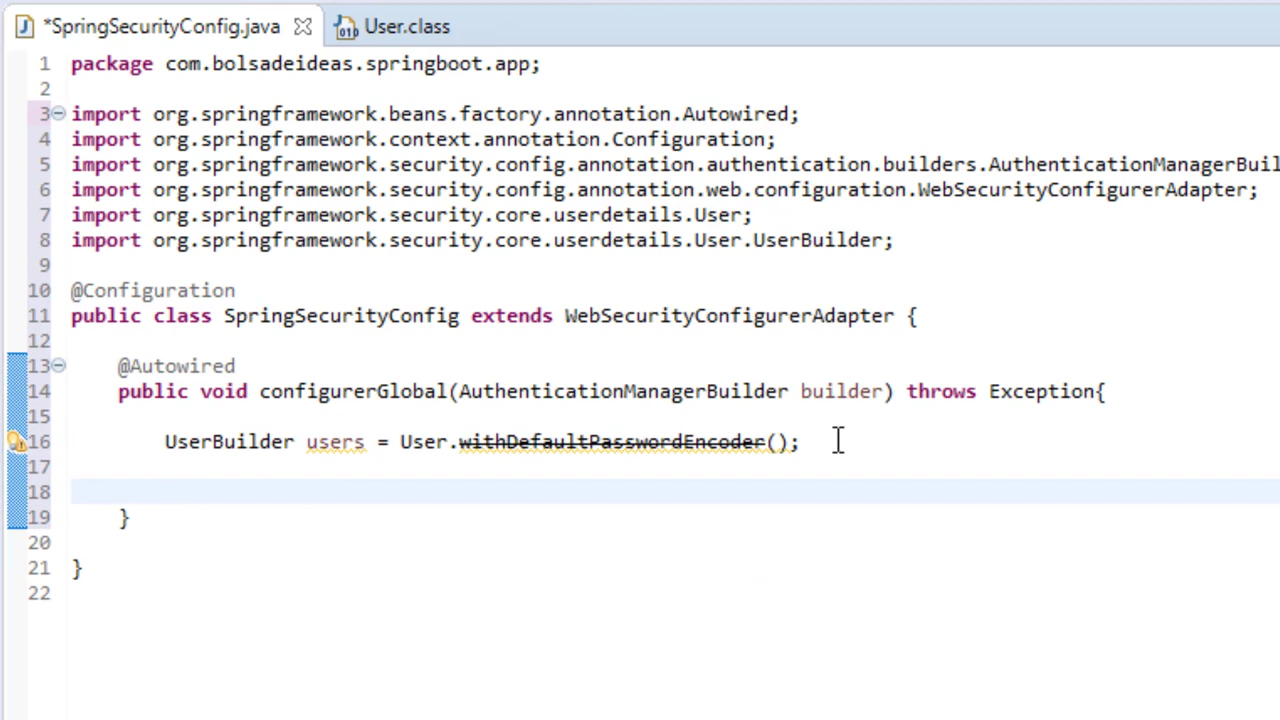 *SpringSecurityConfig.java
User.class
1 package com.bolsadeideas.springboot.app;
2
3 import org.springframework.beans.factory.annotation.Autowired;
4 import org.springframework.context.annotation.Configuration;
5 import org.springframework.security.config.annotation.authentication.builders.AuthenticationManagerBuil
6 import org.springframework.security.config.annotation.web.configuration.WebSecurityConfigurerAdapter;
7 import org.springframework.security.core.userdetails.User;
8 import org.springframework.security.core.userdetails.User.UserBuilder;
9
10 @Configuration
11 public class SpringSecurityConfig extends WebSecurityConfigurerAdapter {
12
13 @Autowired
14 public void configurerGlobal(AuthenticationManagerBuilder builder) throws Exception{
15
16 UserBuilder users = User.withDefaultPasswordEncoder();
17
18
19 }
20
21 }
22